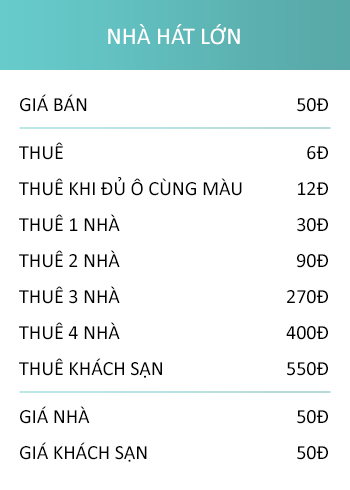 NHÀ HÁT LỚN
GIÁ BÁN 50Đ
THUÊ 6Đ
THUÊ KHI ĐỦ Ô CÙNG MÀU 12Đ
THUÊ 1 NHÀ 30Đ
THUÊ 2 NHÀ 90Đ
THUÊ 3 NHÀ 270Đ
THUÊ 4 NHÀ 400Đ
THUÊ KHÁCH SẠN 550Đ
GIÁ NHÀ 50Đ
GIÁ KHÁCH SẠN 50Đ